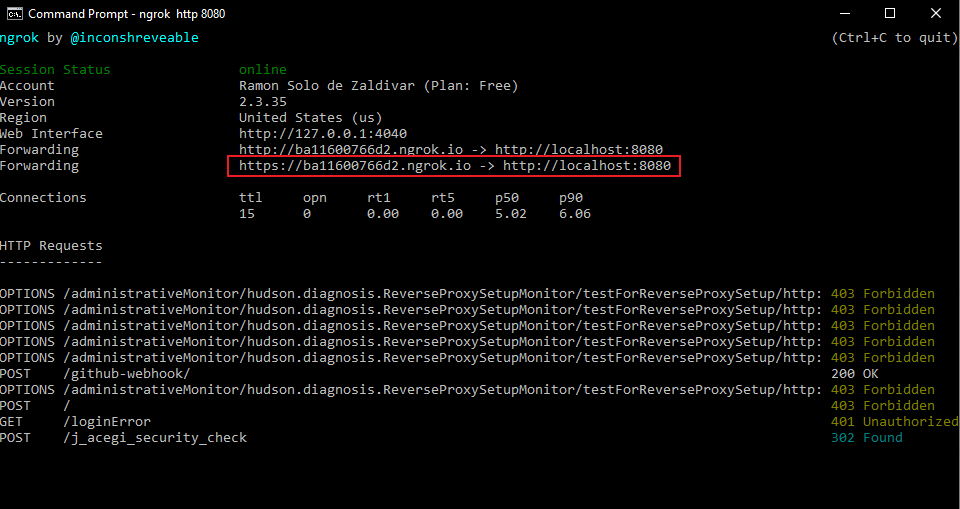 Command Prompt - ngrok http 8080
ngrok by @inconshreveable (Ctrl+C to quit)
Session Status online
Account Ramon Solo de Zaldivar (Plan: Free)
Version 2.3.35
Region United States (us)
Web Interface http://127.0.0.1:4040
Forwarding http://ba11600766d2.ngrok.io -> http://localhost:8080
Forwarding https://ba11600766d2.ngrok.io -> http://localhost:8080
Connections ttl opn rt1 rt5 p50 p90
15 0 0.00 0.00 5.02 6.06
HTTP Requests
-------------
OPTIONS /administrativeMonitor/hudson.diagnosis.ReverseProxySetupMonitor/testForReverseProxySetup/http: 403 Forbidden
OPTIONS /administrativeMonitor/hudson.diagnosis.ReverseProxySetupMonitor/testForReverseProxySetup/http: 403 Forbidden
OPTIONS /administrativeMonitor/hudson.diagnosis.ReverseProxySetupMonitor/testForReverseProxySetup/http: 403 Forbidden
OPTIONS /administrativeMonitor/hudson.diagnosis.ReverseProxySetupMonitor/testForReverseProxySetup/http: 403 Forbidden
OPTIONS /administrativeMonitor/hudson.diagnosis.ReverseProxySetupMonitor/testForReverseProxySetup/http: 403 Forbidden
POST /github-webhook/ 200 OK
OPTIONS /administrativeMonitor/hudson.diagnosis.ReverseProxySetupMonitor/testForReverseProxySetup/http: 403 Forbidden
POST / 403 Forbidden
GET /loginError 401 Unauthorized
POST /j_acegi_security_check 302 Found